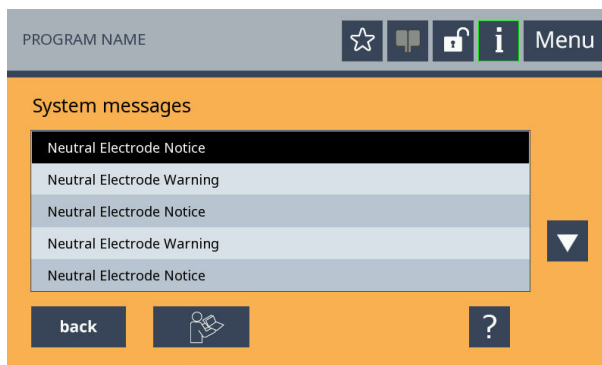 PROGRAM NAME
i
Menu
System messages
Neutral Electrode Notice
Neutral Electrode Warning
Neutral Electrode Notice
Neutral Electrode Warning
Neutral Electrode Notice
back
?